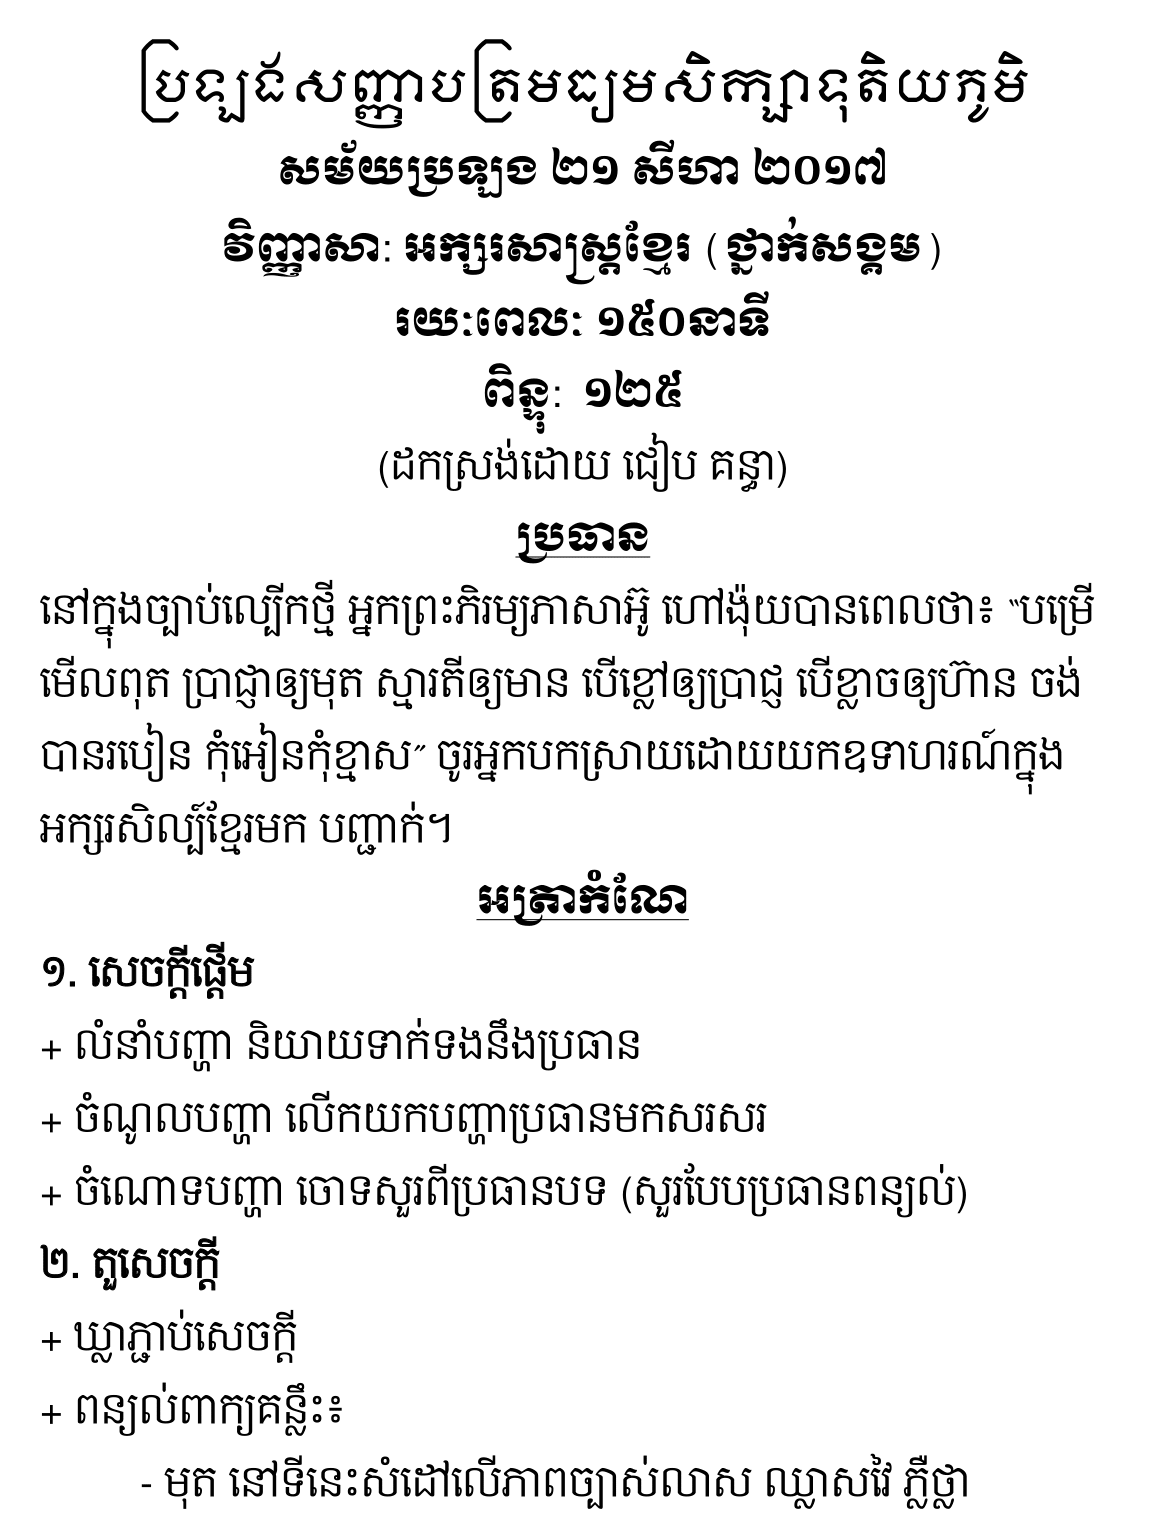 ប្រឡងសញ្ញាបត្រមធ្យមសិក្សាទុតិយភូមិ
សម័យប្រឡង ២១ សីហា ២០១៧
វិញ្ញាសា: អក្សរសាស្ត្រខ្មែរ (ថ្នាក់សង្គម)
រយ:ពេល: ១៥០នាទី
ពិន្ទុ: ១២៥
(ដកស្រង់ដោយ ជៀប គន្ធា)
ប្រធាន
នៅក្នុងច្បាប់ល្បើកថ្មី អ្នកព្រះភិរម្យភាសាអ៊ូ ហៅង៉ុយបានពេលថា៖ “បម្រើ
មើលពុត ប្រាជ្ញាឲ្យមុត ស្មារតីឲ្យមាន បើខ្លៅឲ្យប្រាជ្ញ បើខ្លាចឲ្យហ៊ាន ចង់
បានរបៀន កុំអៀនកុំខ្មាស” ចូរអ្នកបកស្រាយដោយយកឧទាហរណ៍ក្នុង
អក្សរសិល្ប៍ខ្មែរមក បញ្ជាក់។
អត្រាកំណែ
១. សេចក្តីផ្តើម
+ លំនាំបញ្ហា និយាយទាក់ទងនឹងប្រធាន
+ ចំណូលបញ្ហា លើកយកបញ្ហាប្រធានមកសរសរ
+ ចំណោទបញ្ហា ចោទសួរពីប្រធានបទ (សួរបែបប្រធានពន្យល់)
២. តួសេចក្តី
+ ឃ្លាភ្ជាប់សេចក្តី
+ ពន្យល់ពាក្យគន្លឹះ៖
- មុត នៅទីនេះសំដៅលើភាពច្បាស់លាស ឈ្លាសវៃ ភ្លឺថ្លា